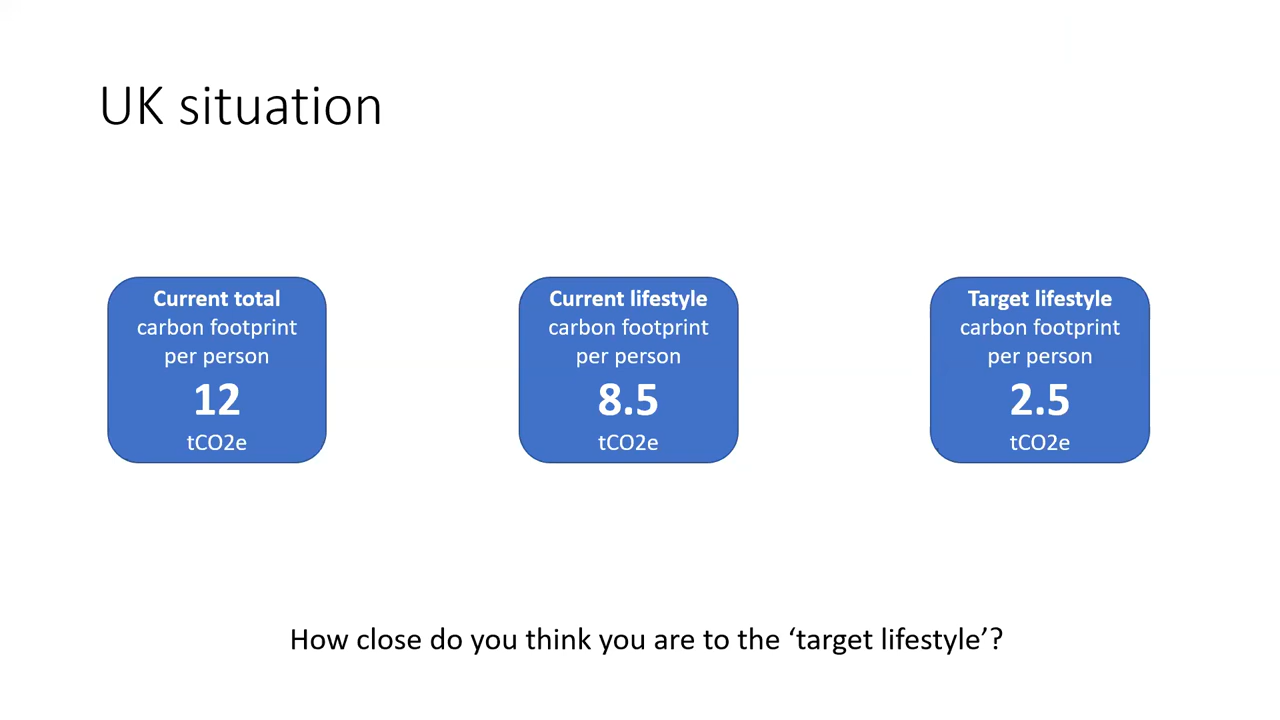 UK situation
Current total
carbon footprint
per person
12
tCO2e
Current lifestyle
carbon footprint
per person
8.5
tCO2e
Target lifestyle
carbon footprint
per person
2.5
tCO2e
How close do you think you are to the ‘target lifestyle’?